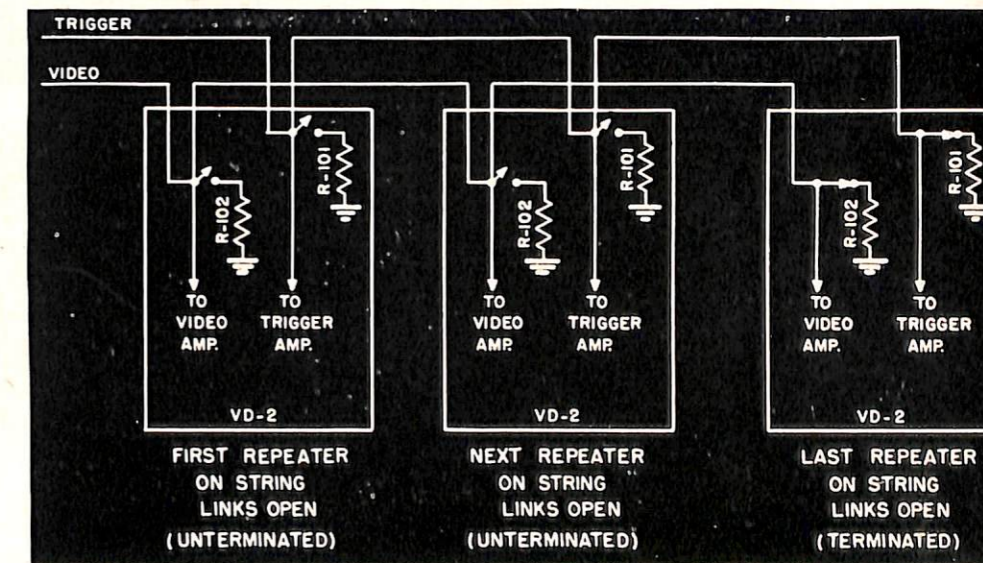 TRIGGER
VIDEO
R-101
R-102
TO
VIDEO
AMP.
TO
TRIGGER
AMP.
VD-2
FIRST REPEATER
ON STRING
LINKS OPEN
(UNTERMINATED)
R-101
R-102
TO
VIDEO
AMP.
TO
TRIGGER
AMP.
VD-2
NEXT REPEATER
ON STRING
LINKS OPEN
(UNTERMINATED)
R-101
R-102
TO
VIDEO
AMP.
TO
TRIGGER
AMP.
VD-2
LAST REPEATER
ON STRING
LINKS OPEN
(TERMINATED)